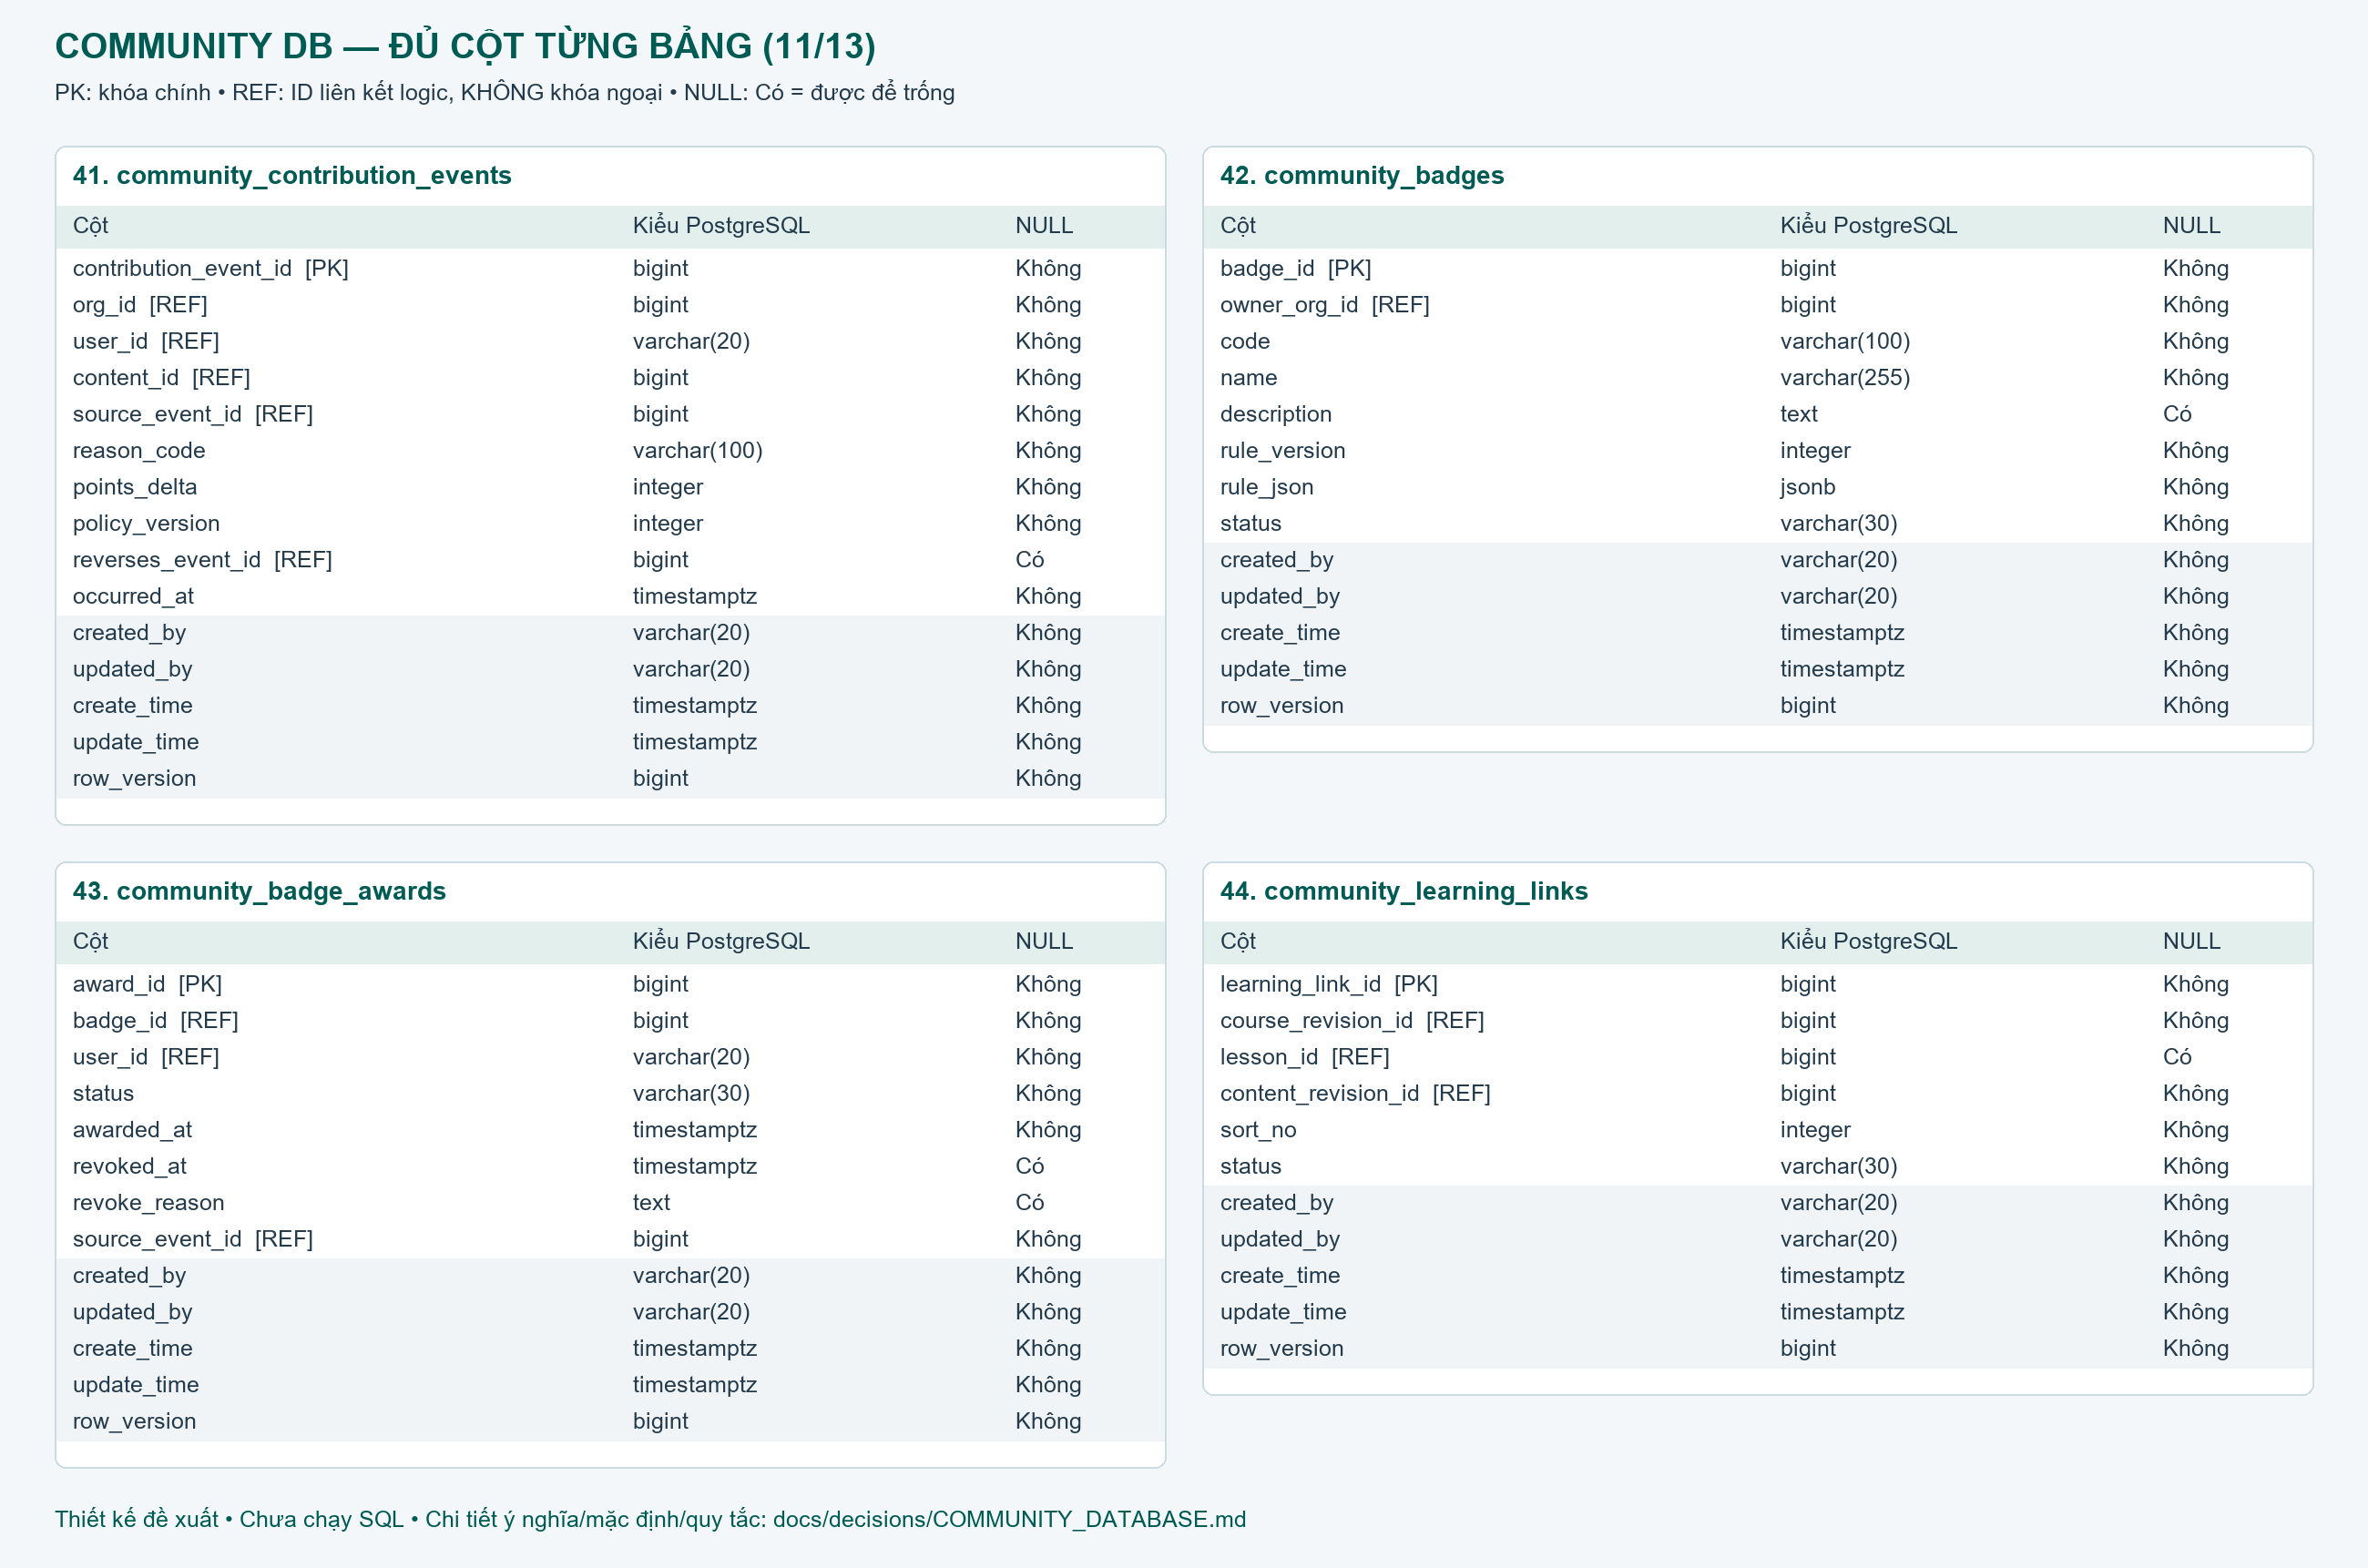 COMMUNITY DB — ĐỦ CỘT TỪNG BẢNG (11/13)
PK: khóa chính • REF: ID liên kết logic, KHÔNG khóa ngoại • NULL: Có = được để trống
41. community_contribution_events
Cột Kiểu PostgreSQL NULL
contribution_event_id [PK] bigint Không
org_id [REF] bigint Không
user_id [REF] varchar(20) Không
content_id [REF] bigint Không
source_event_id [REF] bigint Không
reason_code varchar(100) Không
points_delta integer Không
policy_version integer Không
reverses_event_id [REF] bigint Có
occurred_at timestamptz Không
created_by varchar(20) Không
updated_by varchar(20) Không
create_time timestamptz Không
update_time timestamptz Không
row_version bigint Không
42. community_badges
Cột Kiểu PostgreSQL NULL
badge_id [PK] bigint Không
owner_org_id [REF] bigint Không
code varchar(100) Không
name varchar(255) Không
description text Có
rule_version integer Không
rule_json jsonb Không
status varchar(30) Không
created_by varchar(20) Không
updated_by varchar(20) Không
create_time timestamptz Không
update_time timestamptz Không
row_version bigint Không
43. community_badge_awards
Cột Kiểu PostgreSQL NULL
award_id [PK] bigint Không
badge_id [REF] bigint Không
user_id [REF] varchar(20) Không
status varchar(30) Không
awarded_at timestamptz Không
revoked_at timestamptz Có
revoke_reason text Có
source_event_id [REF] bigint Không
created_by varchar(20) Không
updated_by varchar(20) Không
create_time timestamptz Không
update_time timestamptz Không
row_version bigint Không
44. community_learning_links
Cột Kiểu PostgreSQL NULL
learning_link_id [PK] bigint Không
course_revision_id [REF] bigint Không
lesson_id [REF] bigint Có
content_revision_id [REF] bigint Không
sort_no integer Không
status varchar(30) Không
created_by varchar(20) Không
updated_by varchar(20) Không
create_time timestamptz Không
update_time timestamptz Không
row_version bigint Không
Thiết kế đề xuất • Chưa chạy SQL • Chi tiết ý nghĩa/mặc định/quy tắc: docs/decisions/COMMUNITY_DATABASE.md